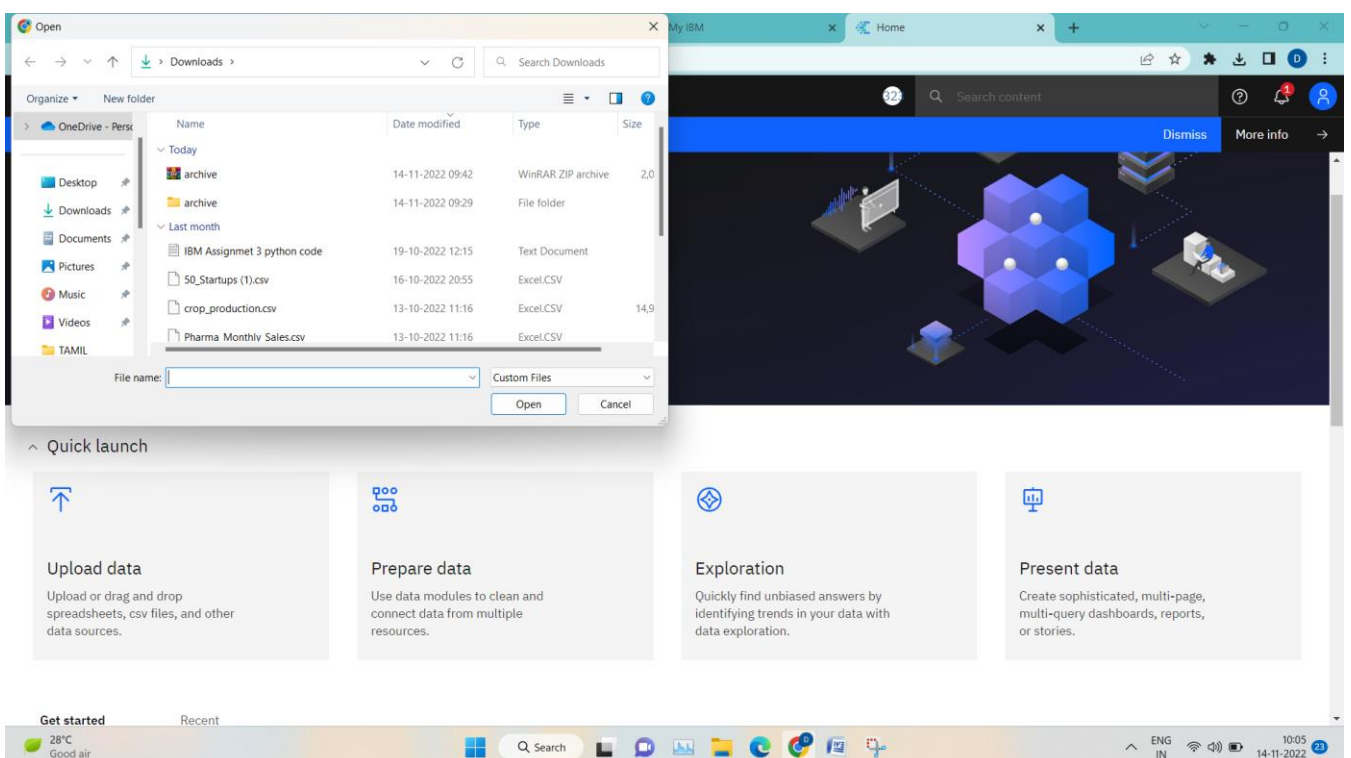 Open
My IBM
Home
Downloads
Search Downloads
D
Organize
New folder
323
Search content
1
OneDrive - Perso
Name
Date modified
Type
Size
Dismiss
More info
Today
archive
14-11-2022 09:42
WinRAR ZIP archive
2,0
Desktop
archive
14-11-2022 09:29
File folder
Downloads
Last month
Documents
IBM Assignmet 3 python code
19-10-2022 12:15
Text Document
Pictures
50_Startups (1).csv
16-10-2022 20:55
Excel.CSV
Music
crop_production.csv
13-10-2022 11:16
Excel.CSV
14,9
Videos
Pharma Monthly Sales.csv
13-10-2022 11:16
Excel.CSV
TAMIL
File name:
Custom Files
Open
Cancel
Quick launch
Upload data
Upload or drag and drop
spreadsheets, csv files, and other
data sources.
Prepare data
Use data modules to clean and
connect data from multiple
resources.
Exploration
Quickly find unbiased answers by
identifying trends in your data with
data exploration.
Present data
Create sophisticated, multi-page,
multi-query dashboards, reports,
or stories.
Get started
Recent
28°C
Good air
Search
ENG
IN
10:05
14-11-2022
23